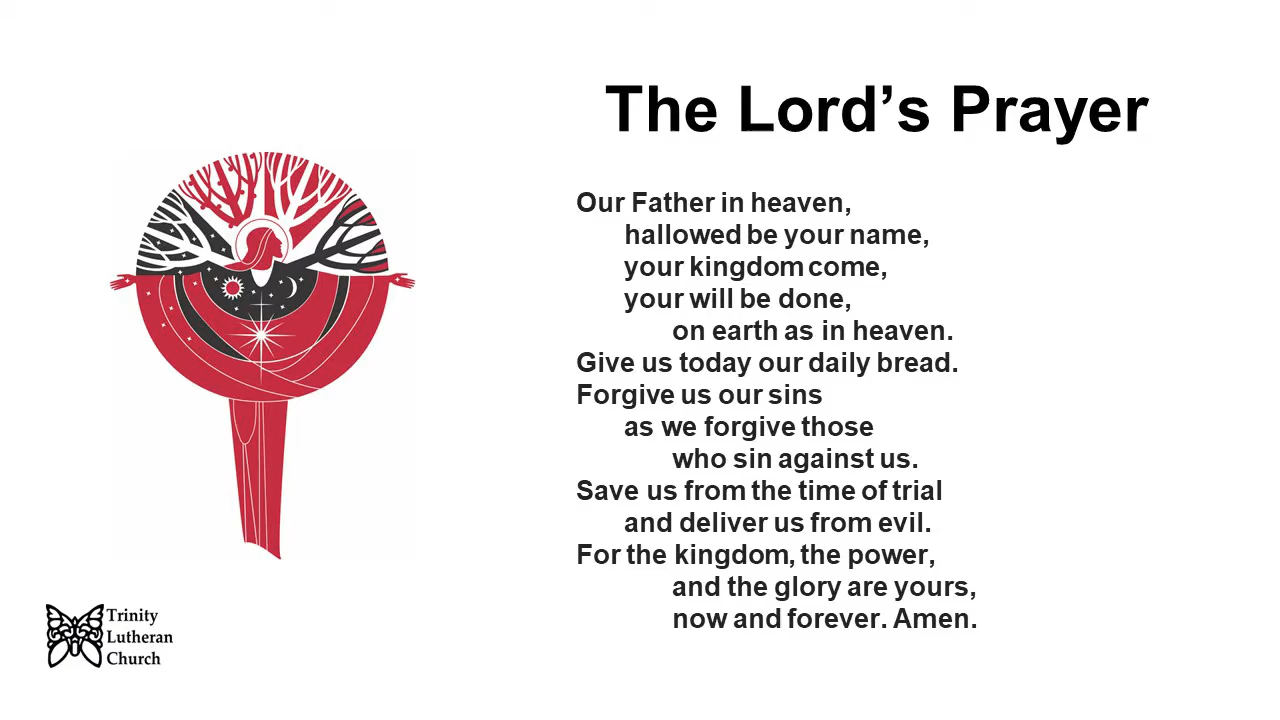 The Lord’s Prayer
Our Father in heaven,
hallowed be your name,
your kingdom come,
your will be done,
on earth as in heaven.
Give us today our daily bread.
Forgive us our sins
as we forgive those
who sin against us.
Save us from the time of trial
and deliver us from evil.
For the kingdom, the power,
and the glory are yours,
now and forever. Amen.
Trinity
Lutheran
Church